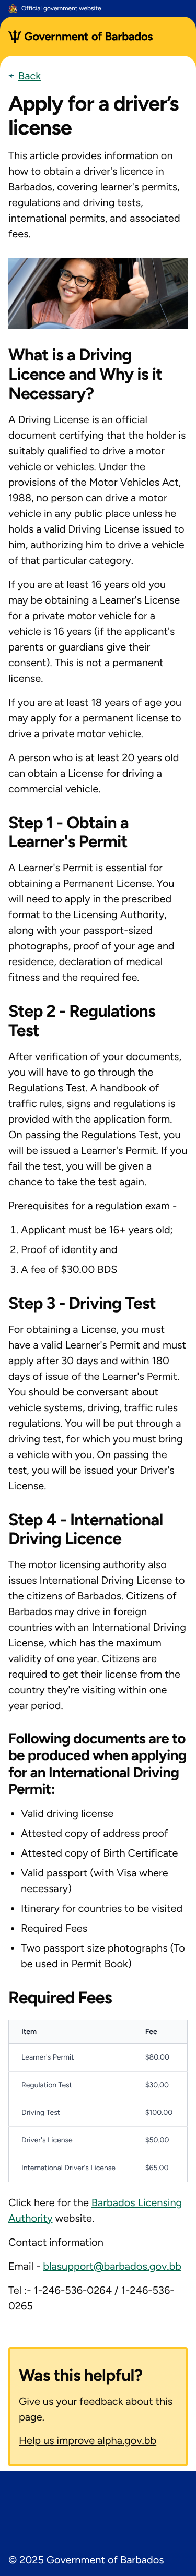 Official government website
Government of Barbados
← Back
Apply for a driver’s
license
This article provides information on
how to obtain a driver's licence in
Barbados, covering learner's permits,
regulations and driving tests,
international permits, and associated
fees.
What is a Driving
Licence and Why is it
Necessary?
A Driving License is an official
document certifying that the holder is
suitably qualified to drive a motor
vehicle or vehicles. Under the
provisions of the Motor Vehicles Act,
1988, no person can drive a motor
vehicle in any public place unless he
holds a valid Driving License issued to
him, authorizing him to drive a vehicle
of that particular category.
If you are at least 16 years old you
may be obtaining a Learner's License
for a private motor vehicle for a
vehicle is 16 years (if the applicant's
parents or guardians give their
consent). This is not a permanent
license.
If you are at least 18 years of age you
may apply for a permanent license to
drive a private motor vehicle.
A person who is at least 20 years old
can obtain a License for driving a
commercial vehicle.
Step 1 - Obtain a
Learner's Permit
A Learner's Permit is essential for
obtaining a Permanent License. You
will need to apply in the prescribed
format to the Licensing Authority,
along with your passport-sized
photographs, proof of your age and
residence, declaration of medical
fitness and the required fee.
Step 2 - Regulations
Test
After verification of your documents,
you will have to go through the
Regulations Test. A handbook of
traffic rules, signs and regulations is
provided with the application form.
On passing the Regulations Test, you
will be issued a Learner's Permit. If you
fail the test, you will be given a
chance to take the test again.
Prerequisites for a regulation exam -
1. Applicant must be 16+ years old;
2. Proof of identity and
3. A fee of $30.00 BDS
Step 3 - Driving Test
For obtaining a License, you must
have a valid Learner's Permit and must
apply after 30 days and within 180
days of issue of the Learner's Permit.
You should be conversant about
vehicle systems, driving, traffic rules
regulations. You will be put through a
driving test, for which you must bring
a vehicle with you. On passing the
test, you will be issued your Driver's
License.
Step 4 - International
Driving Licence
The motor licensing authority also
issues International Driving License to
the citizens of Barbados. Citizens of
Barbados may drive in foreign
countries with an International Driving
License, which has the maximum
validity of one year. Citizens are
required to get their license from the
country they're visiting within one
year period.
Following documents are to
be produced when applying
for an International Driving
Permit:
• Valid driving license
• Attested copy of address proof
• Attested copy of Birth Certificate
• Valid passport (with Visa where
necessary)
• Itinerary for countries to be visited
• Required Fees
• Two passport size photographs (To
be used in Permit Book)
Required Fees
Item Fee
Learner's Permit $80.00
Regulation Test $30.00
Driving Test $100.00
Driver's License $50.00
International Driver's License $65.00
Click here for the Barbados Licensing
Authority website.
Contact information
Email - blasupport@barbados.gov.bb
Tel :- 1-246-536-0264 / 1-246-536-
0265
Was this helpful?
Give us your feedback about this
page.
Help us improve alpha.gov.bb
© 2025 Government of Barbados